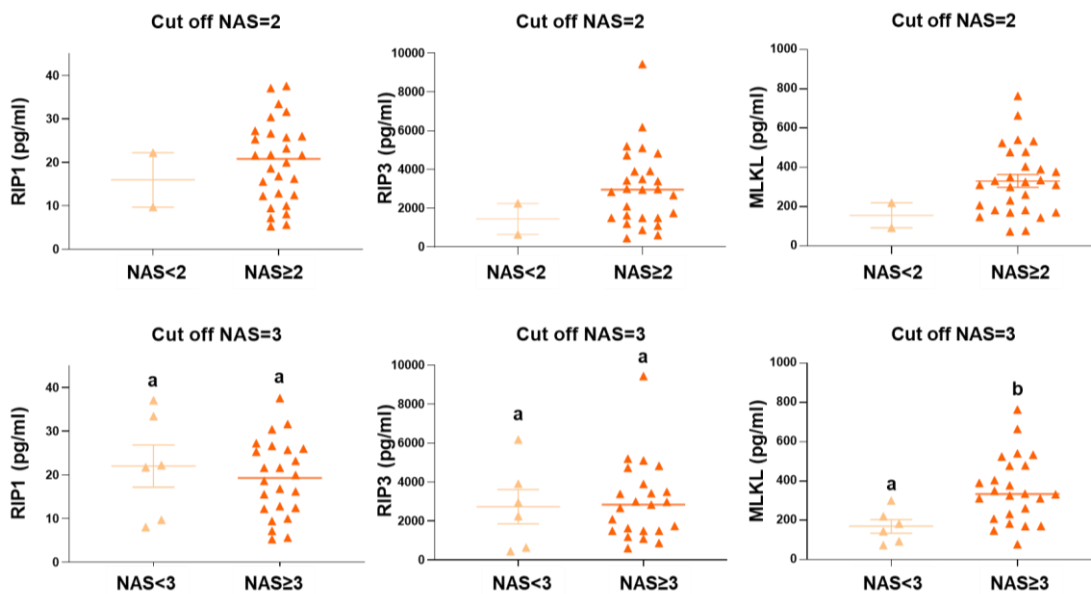 Cut off NAS=2
RIP1 (pg/ml)
40
30
20
10
0
NAS<2
NAS≥2
Cut off NAS=2
RIP3 (pg/ml)
10000
8000
6000
4000
2000
0
NAS<2
NAS≥2
Cut off NAS=2
MLKL (pg/ml)
1000
800
600
400
200
0
NAS<2
NAS≥2
Cut off NAS=3
RIP1 (pg/ml)
40
30
20
10
0
a
a
NAS<3
NAS≥3
Cut off NAS=3
RIP3 (pg/ml)
10000
8000
6000
4000
2000
0
a
a
NAS<3
NAS≥3
Cut off NAS=3
MLKL (pg/ml)
1000
800
600
400
200
0
a
b
NAS<3
NAS≥3